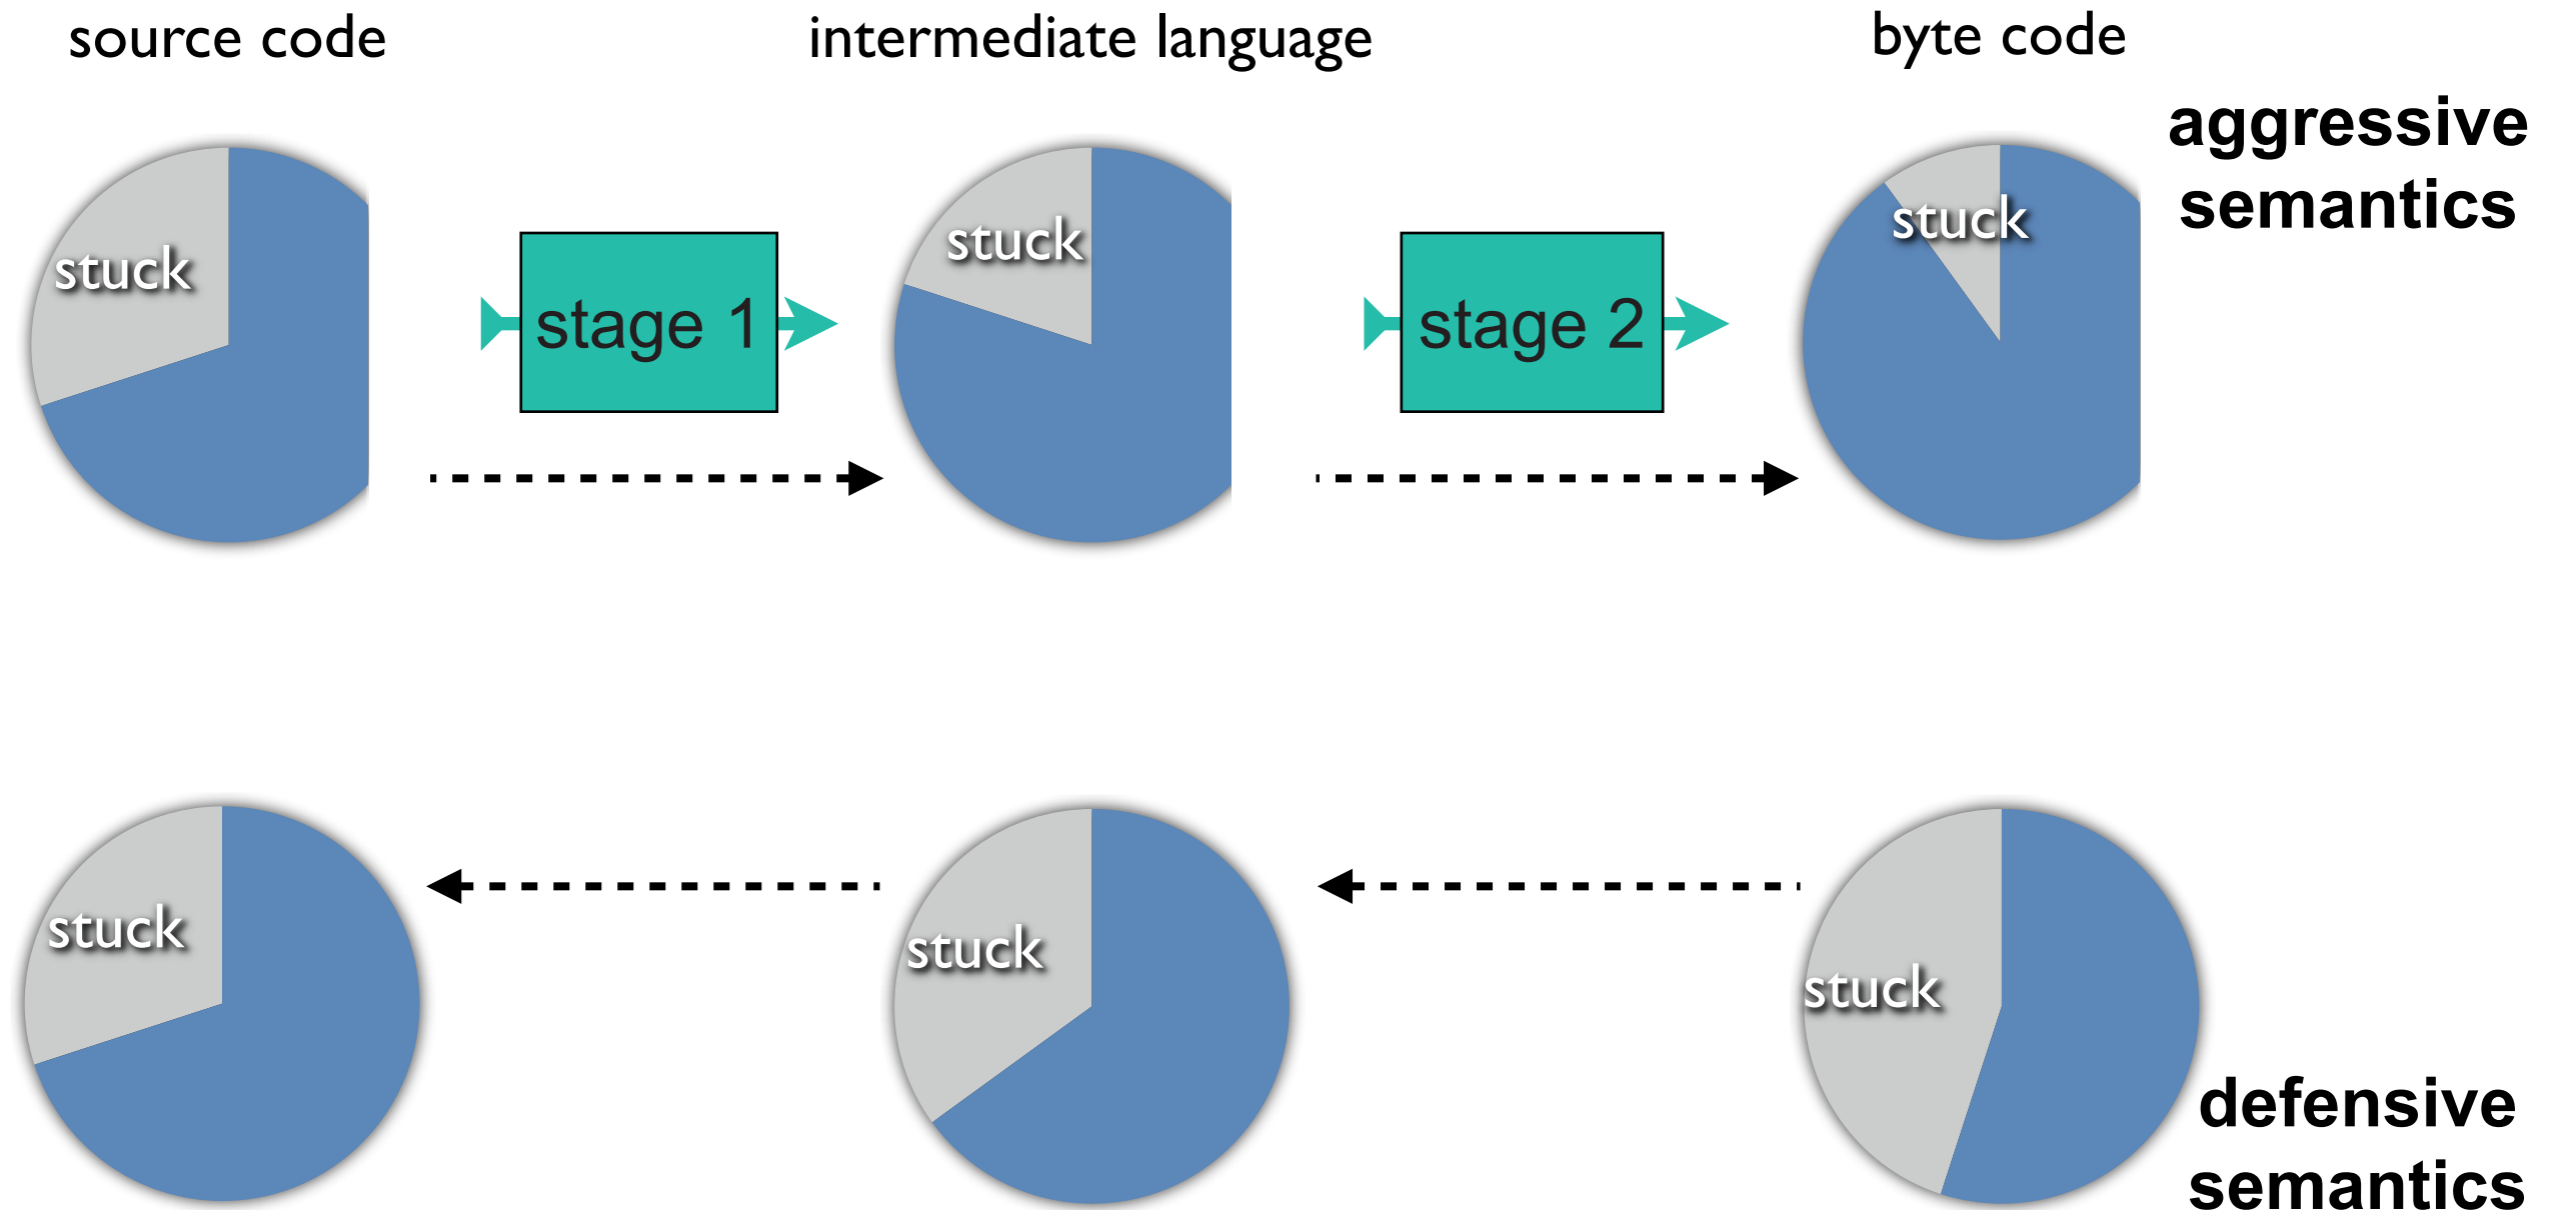 source code
intermediate language
byte code
aggressive
semantics
stuck
stuck
stuck
stage 1
stage 2
stuck
stuck
stuck
defensive
semantics